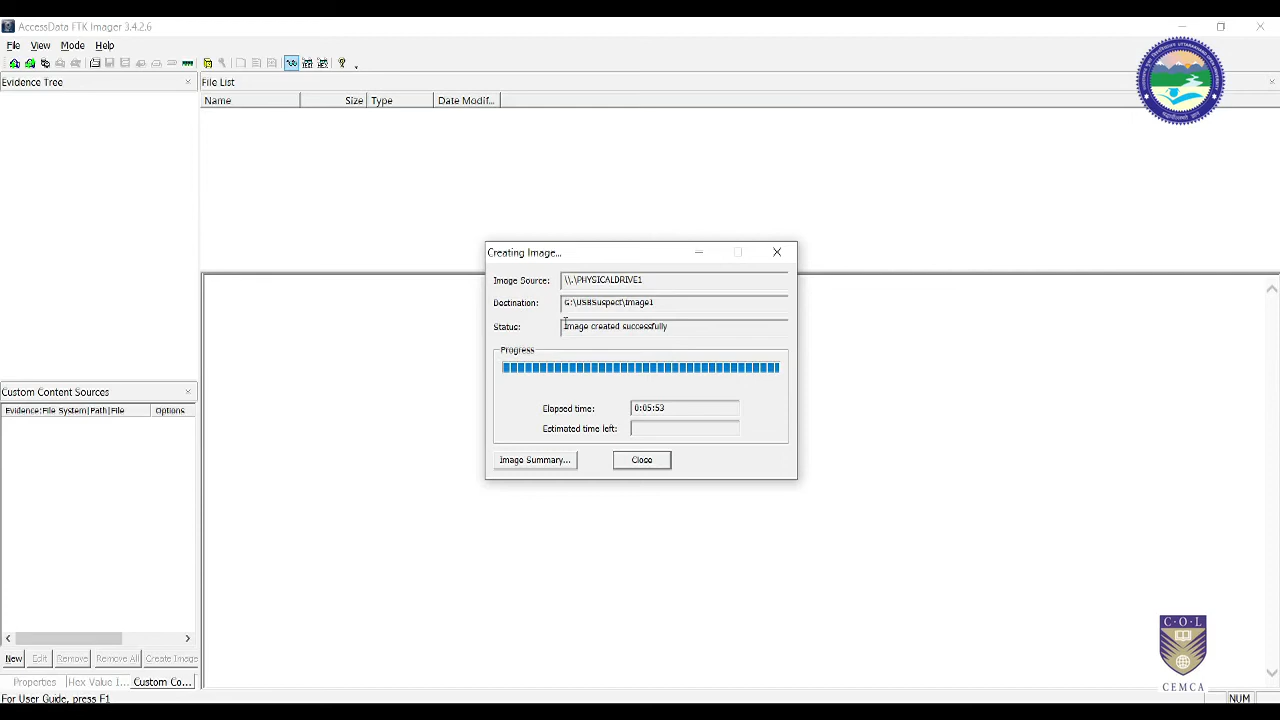 AccessData FTK Imager 3.4.2.6
File View Mode Help
Evidence Tree
File List
Name Size Type Date Modif...
Creating Image...
Image Source: \\.\PHYSICALDRIVE1
Destination: G:\USBSuspect\Image1
Status: Image created successfully
Progress
Elapsed time: 0:05:53
Estimated time left:
Image Summary... Close
Custom Content Sources
Evidence:File System|Path|File Options
New Edit Remove Remove All Create Image
Properties Hex Value I... Custom Co...
For User Guide, press F1
NUM
C·O·L
CEMCA